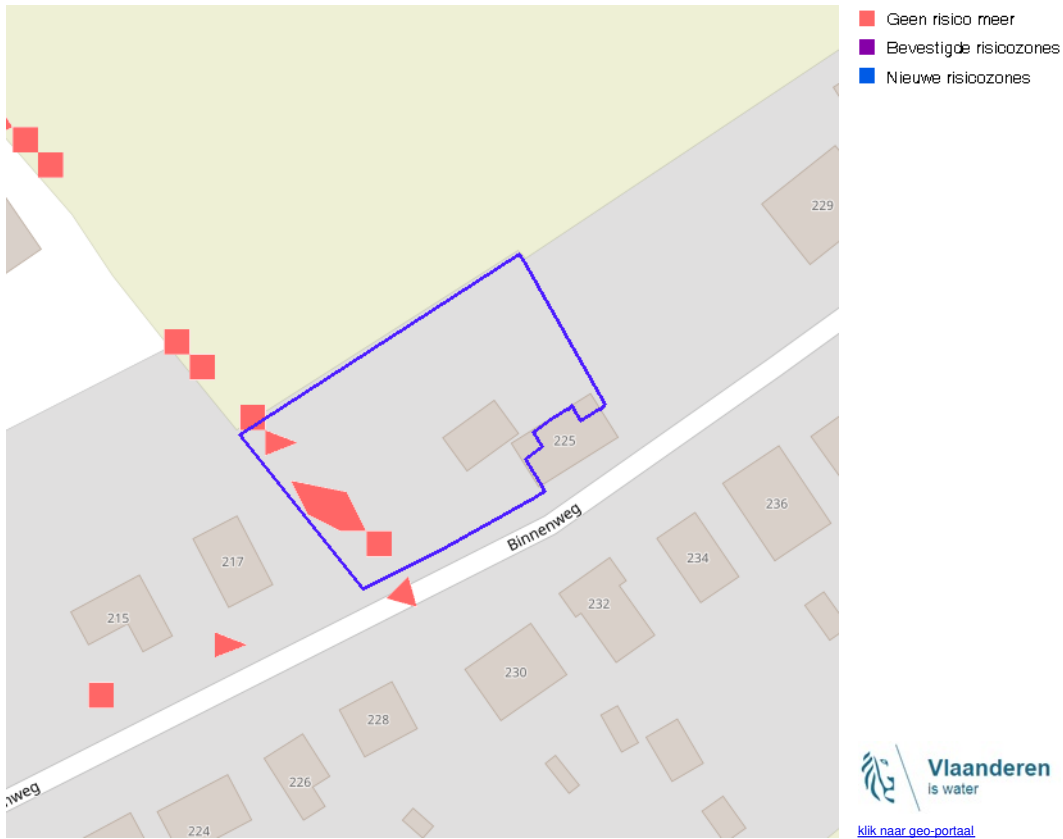 Geen risico meer
Bevestigde risicozones
Nieuwe risicozones
229
225
Binnenweg
236
217
234
215
232
230
228
226
nweg
224
Vlaanderen
is water
klik naar geo-portaal